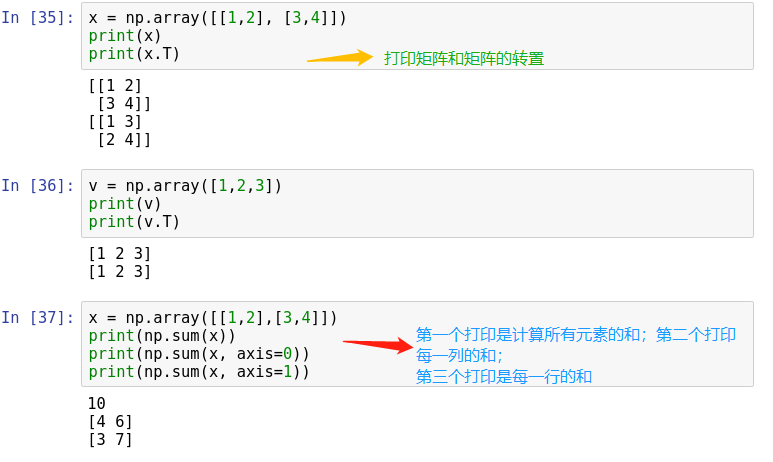 In [35]: x = np.array([[1,2], [3,4]])
print(x)
print(x.T)
打印矩阵和矩阵的转置
[[1 2]
 [3 4]]
[[1 3]
 [2 4]]
In [36]: v = np.array([1,2,3])
print(v)
print(v.T)
[1 2 3]
[1 2 3]
In [37]: x = np.array([[1,2],[3,4]])
print(np.sum(x))
print(np.sum(x, axis=0))
print(np.sum(x, axis=1))
第一个打印是计算所有元素的和；第二个打印
每一列的和；
第三个打印是每一行的和
10
[4 6]
[3 7]